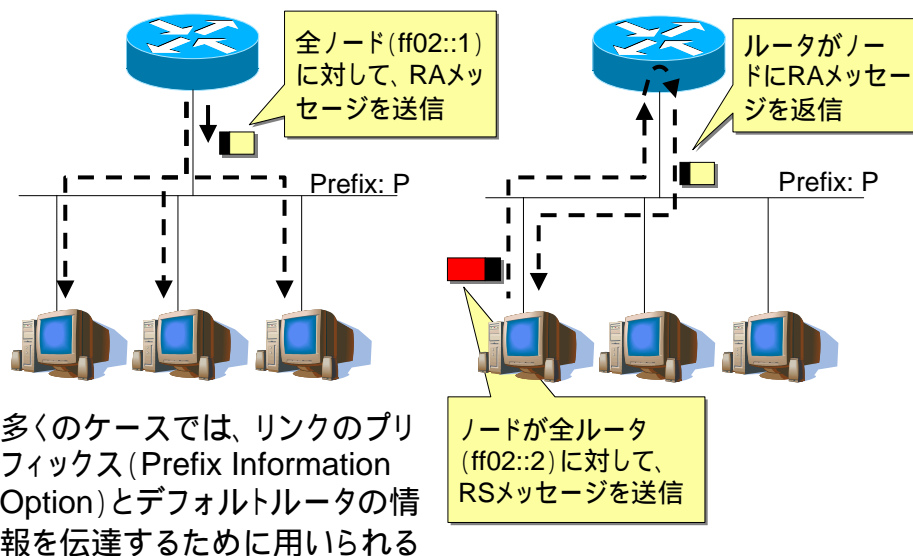 全ノード(ff02::1)
に対して、RAメッ
セージを送信
ルータがノー
ドにRAメッセー
ジを返信
Prefix: P
Prefix: P
ノードが全ルータ
(ff02::2)に対して、
RSメッセージを送信
多くのケースでは、リンクのプリ
フィックス(Prefix Information
Option)とデフォルトルータの情
報を伝達するために用いられる